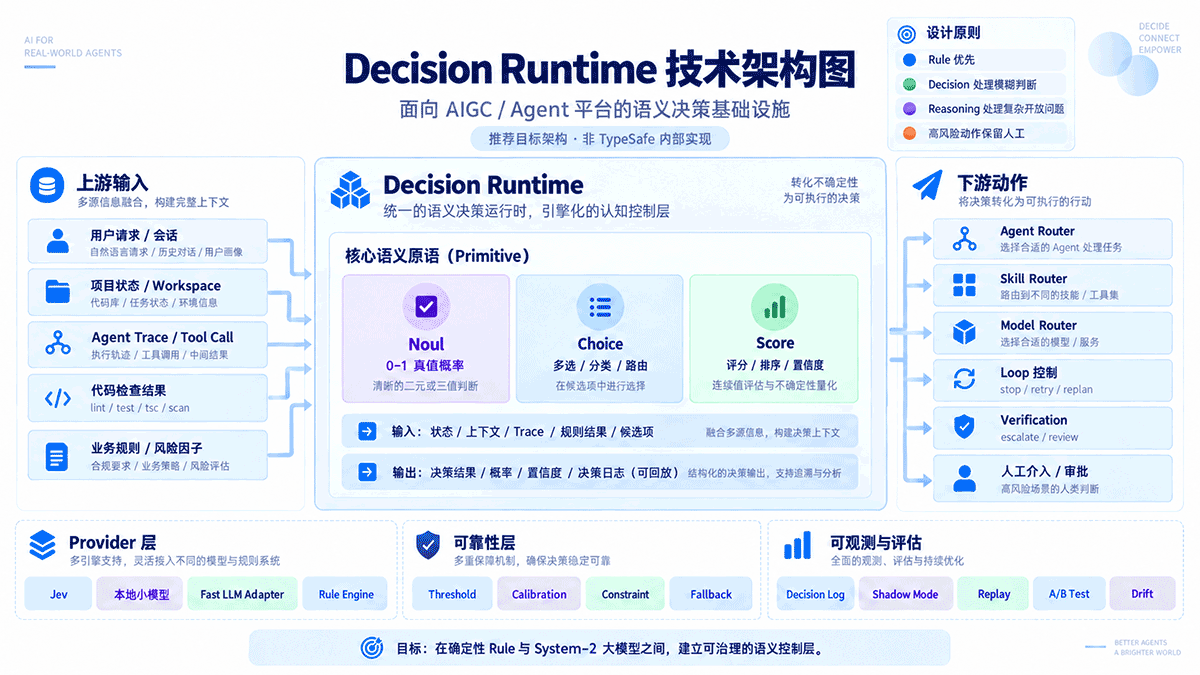 AI FOR
REAL-WORLD AGENTS
Decision Runtime 技术架构图
面向 AIGC / Agent 平台的语义决策基础设施
推荐目标架构 · 非 TypeSafe 内部实现
设计原则
Rule 优先
Decision 处理模糊判断
Reasoning 处理复杂开放问题
高风险动作保留人工
DECIDE
CONNECT
EMPOWER
上游输入
多源信息融合，构建完整上下文
用户请求 / 会话
自然语言请求 / 历史对话 / 用户画像
项目状态 / Workspace
代码库 / 任务状态 / 环境信息
Agent Trace / Tool Call
执行轨迹 / 工具调用 / 中间结果
代码检查结果
lint / test / tsc / scan
业务规则 / 风险因子
合规要求 / 业务策略 / 风险评估
Decision Runtime
统一的语义决策运行时，引擎化的认知控制层
转化不确定性
为可执行的决策
核心语义原语（Primitive）
Noul
0-1 真值概率
清晰的二元或三值判断
Choice
多选 / 分类 / 路由
在候选项中进行选择
Score
评分 / 排序 / 置信度
连续值评估与不确定性量化
输入：状态 / 上下文 / Trace / 规则结果 / 候选项
融合多源信息，构建决策上下文
输出：决策结果 / 概率 / 置信度 / 决策日志（可回放）
结构化的决策输出，支持追溯与分析
下游动作
将决策转化为可执行的行动
Agent Router
选择合适的 Agent 处理任务
Skill Router
路由到不同的技能 / 工具集
Model Router
选择合适的模型 / 服务
Loop 控制
stop / retry / replan
Verification
escalate / review
人工介入 / 审批
高风险场景的人类判断
Provider 层
多引擎支持，灵活接入不同的模型与规则系统
Jev
本地小模型
Fast LLM Adapter
Rule Engine
可靠性层
多重保障机制，确保决策稳定可靠
Threshold
Calibration
Constraint
Fallback
可观测与评估
全面的观测、评估与持续优化
Decision Log
Shadow Mode
Replay
A/B Test
Drift
目标：在确定性 Rule 与 System-2 大模型之间，建立可治理的语义控制层。
BETTER AGENTS
A BRIGHTER WORLD